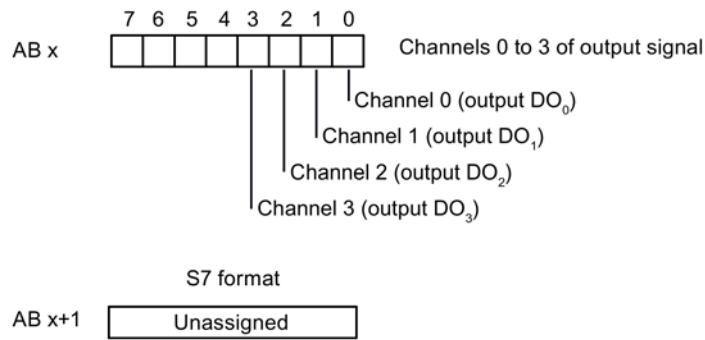 7 6 5 4 3 2 1 0
AB x Channels 0 to 3 of output signal
Channel 0 (output DO₀)
Channel 1 (output DO₁)
Channel 2 (output DO₂)
Channel 3 (output DO₃)
S7 format
AB x+1 Unassigned